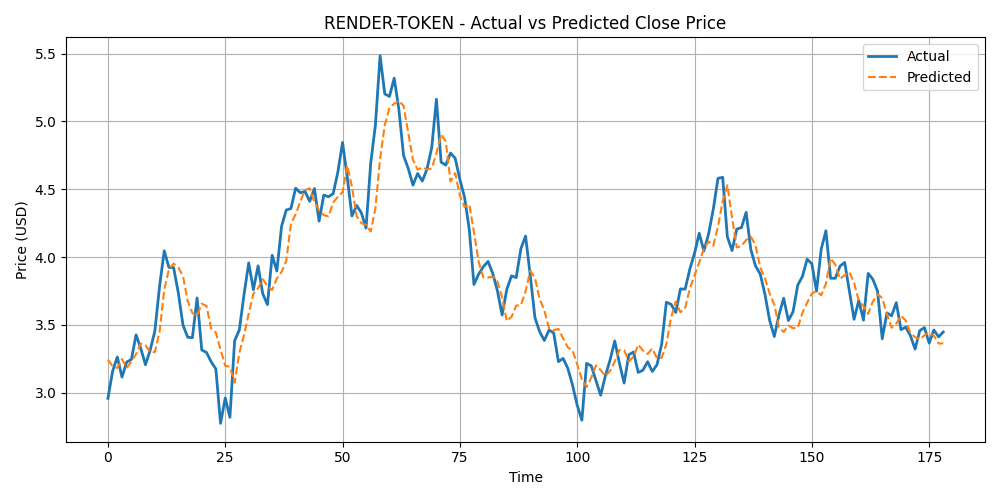 RENDER-TOKEN - Actual vs Predicted Close Price
Actual
Predicted
Price (USD)
5.5
5.0
4.5
4.0
3.5
3.0
0 25 50 75 100 125 150 175
Time